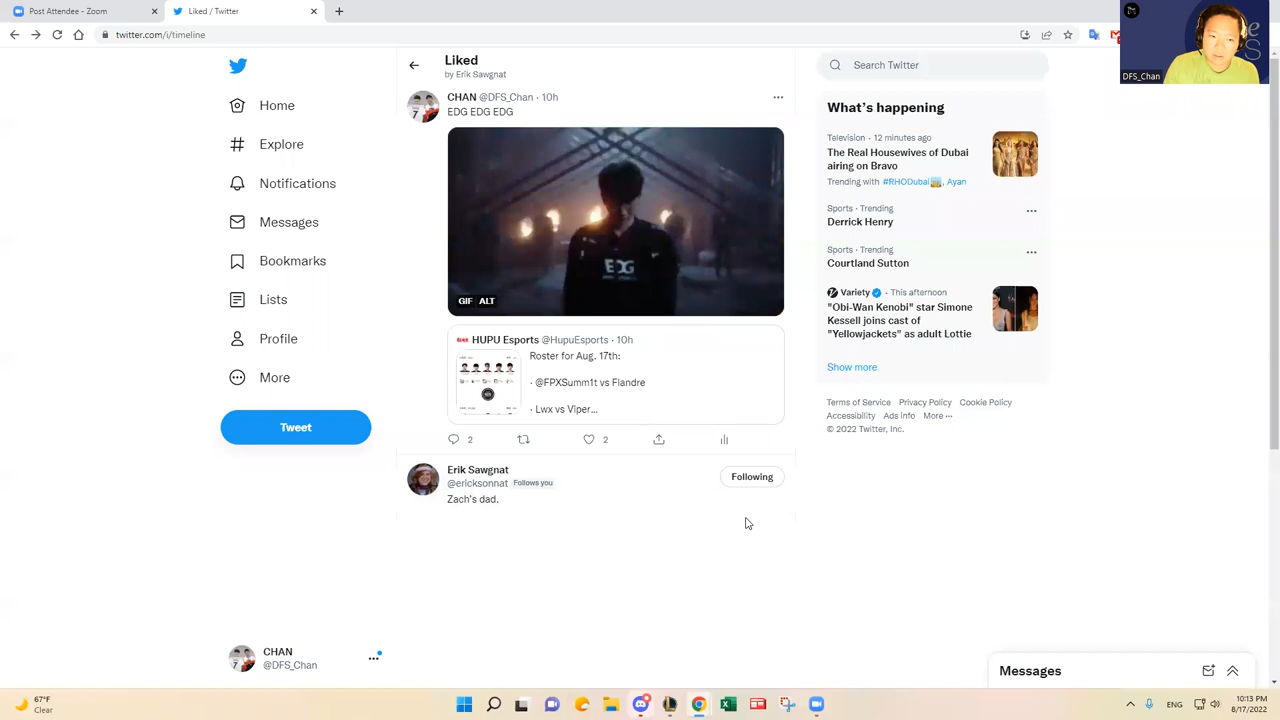 Post Attendee - Zoom
Liked / Twitter
twitter.com/i/timeline
DFS_Chan
Home
Explore
Notifications
Messages
Bookmarks
Lists
Profile
More
Tweet
CHAN
@DFS_Chan
Liked
by Erik Sawgnat
CHAN @DFS_Chan · 10h
EDG EDG EDG
EDG
GIF ALT
HUPU Esports @HupuEsports · 10h
Roster for Aug. 17th:
· @FPXSumm1t vs Flandre
· Lwx vs Viper...
2
2
Erik Sawgnat
@ericksonnat Follows you
Zach's dad.
Following
Search Twitter
What's happening
Television · 12 minutes ago
The Real Housewives of Dubai
airing on Bravo
Trending with #RHODubai, Ayan
Sports · Trending
Derrick Henry
Sports · Trending
Courtland Sutton
Variety · This afternoon
"Obi-Wan Kenobi" star Simone
Kessell joins cast of
"Yellowjackets" as adult Lottie
Show more
Terms of Service Privacy Policy Cookie Policy
Accessibility Ads info More ···
© 2022 Twitter, Inc.
Messages
67°F
Clear
ENG
10:13 PM
8/17/2022